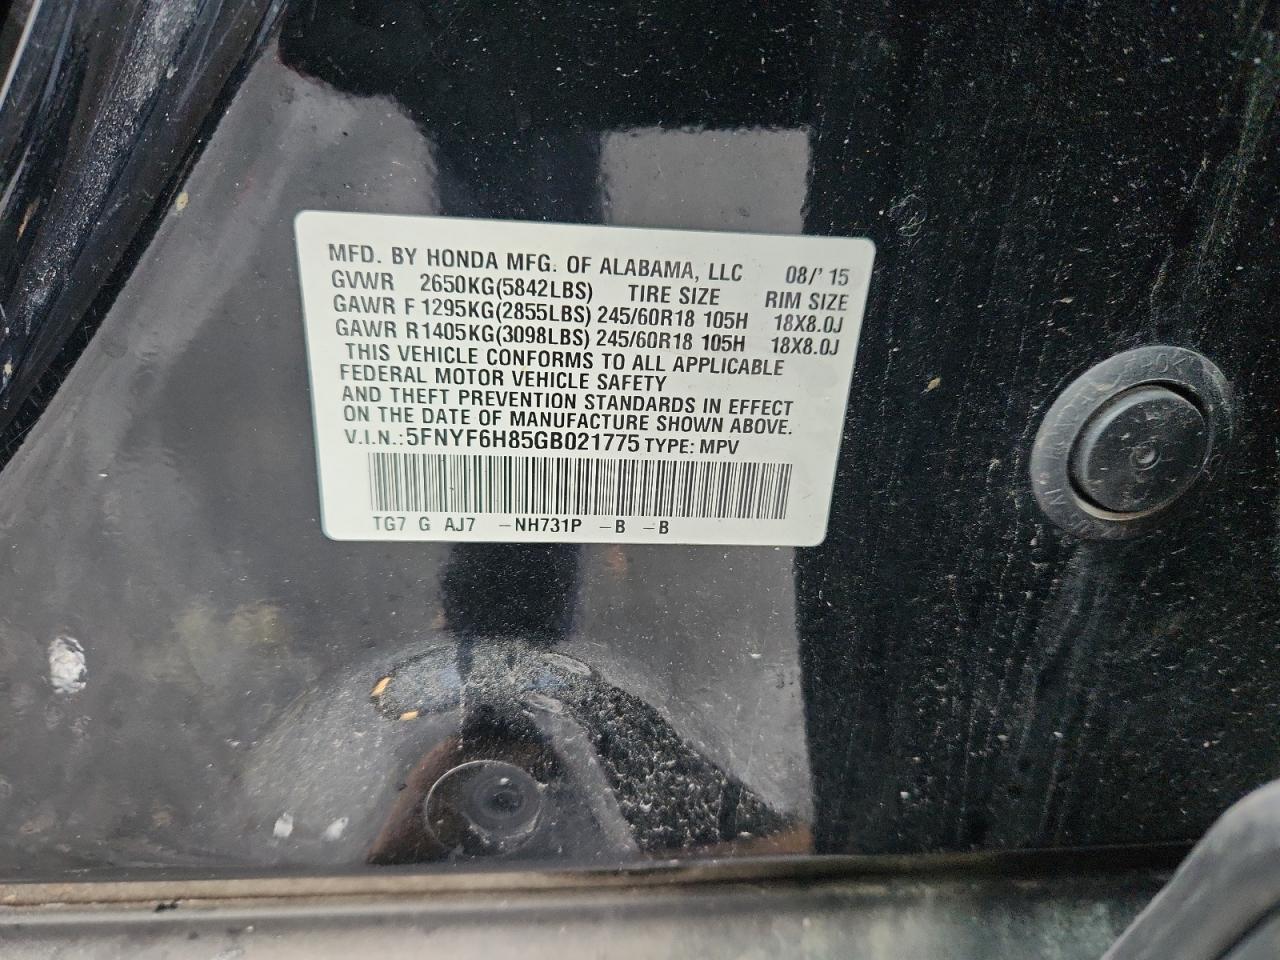 MFD. BY HONDA MFG. OF ALABAMA, LLC 08/'15
GVWR 2650KG(5842LBS) TIRE SIZE RIM SIZE
GAWR F 1295KG(2855LBS) 245/60R18 105H 18X8.0J
GAWR R1405KG(3098LBS) 245/60R18 105H 18X8.0J
THIS VEHICLE CONFORMS TO ALL APPLICABLE
FEDERAL MOTOR VEHICLE SAFETY
AND THEFT PREVENTION STANDARDS IN EFFECT
ON THE DATE OF MANUFACTURE SHOWN ABOVE.
V.I.N.:5FNYF6H85GB021775 TYPE: MPV
TG7 G AJ7 -NH731P -B -B